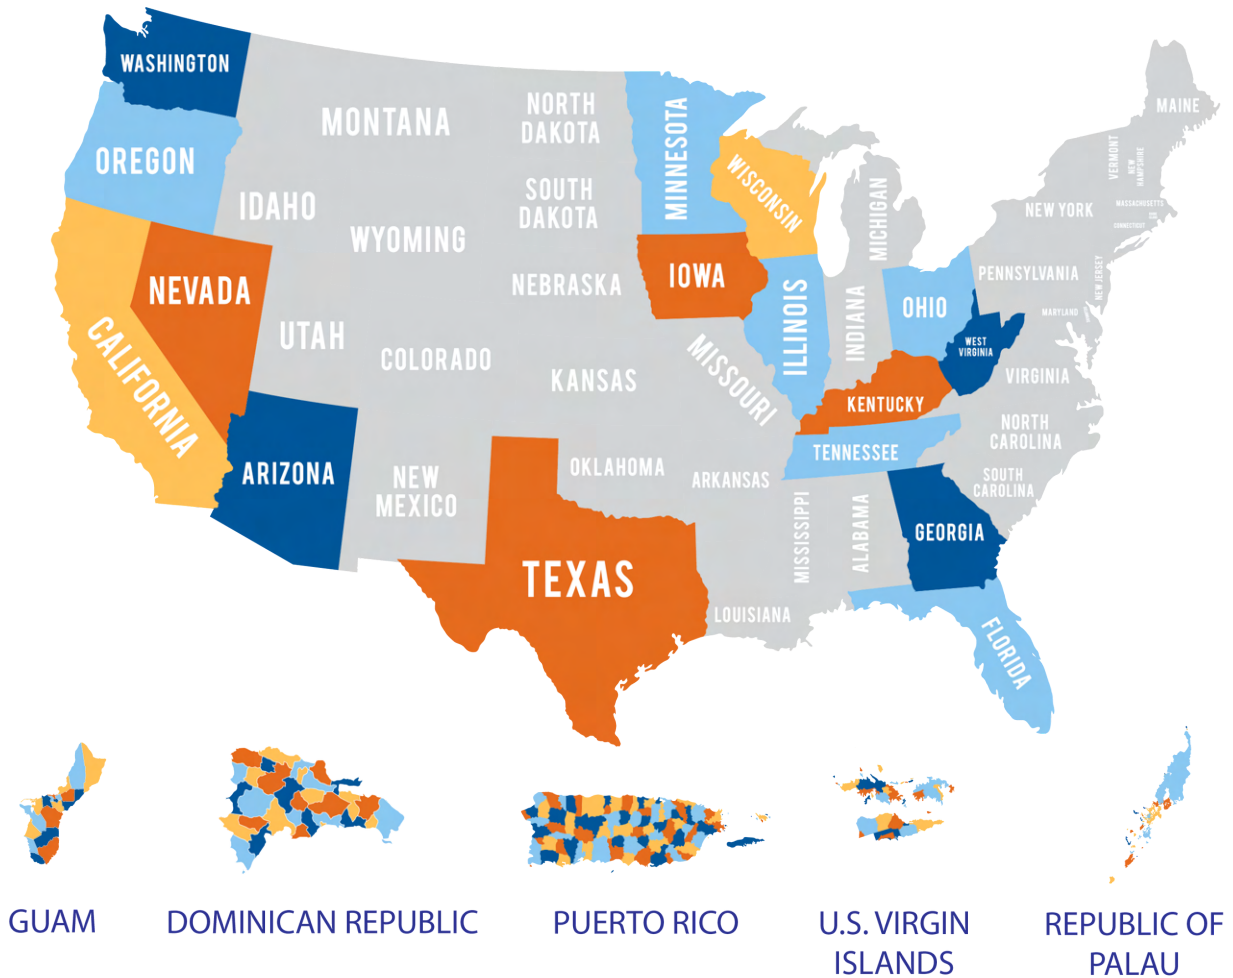 WASHINGTON
MAINE
MONTANA
NORTH
DAKOTA
MINNESOTA
VERMONT
NEW
HAMPSHIRE
OREGON
WISCONSIN
SOUTH
DAKOTA
IDAHO
MICHIGAN
MASSACHUSETTS
NEW YORK
CONNECTICUT
WYOMING
PENNSYLVANIA
NEW JERSEY
IOWA
NEBRASKA
NEVADA
OHIO
MARYLAND
ILLINOIS
INDIANA
UTAH
WEST
VIRGINIA
COLORADO
CALIFORNIA
MISSOURI
KANSAS
VIRGINIA
KENTUCKY
NORTH
CAROLINA
TENNESSEE
OKLAHOMA
ARIZONA
ARKANSAS
SOUTH
CAROLINA
NEW
MEXICO
MISSISSIPPI
ALABAMA
GEORGIA
TEXAS
LOUISIANA
FLORIDA
GUAM
DOMINICAN REPUBLIC
PUERTO RICO
U.S. VIRGIN
ISLANDS
REPUBLIC OF
PALAU